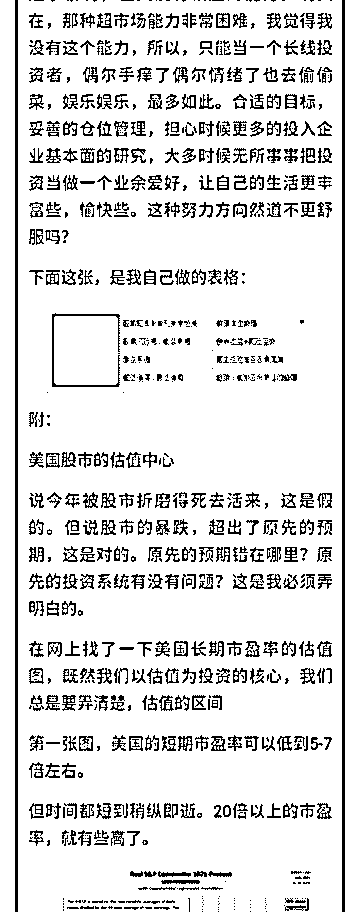 在，那种超市场能力非常困难，我觉得我
没有这个能力，所以，只能当一个长线投
资者，偶尔手痒了偶尔情绪了也去偷偷
菜，娱乐娱乐，最多如此。合适的目标，
妥善的仓位管理，担心时候更多的投入企
业基本面的研究，大多时候无所事事把投
资当做一个业余爱好，让自己的生活更丰
富些，愉快些。这种努力方向然道不更舒
服吗？
下面这张，是我自己做的表格：
附：
美国股市的估值中心
说今年被股市折磨得死去活来，这是假
的。但说股市的暴跌，超出了原先的预
期，这是对的。原先的预期错在哪里？原
先的投资系统有没有问题？这是我必须弄
明白的。
在网上找了一下美国长期市盈率的估值
图，既然我们以估值为投资的核心，我们
总是要弄清楚，估值的区间
第一张图，美国的短期市盈率可以低到5-7
倍左右。
但时间都短到稍纵即逝。20倍以上的市盈
率，就有些高了。